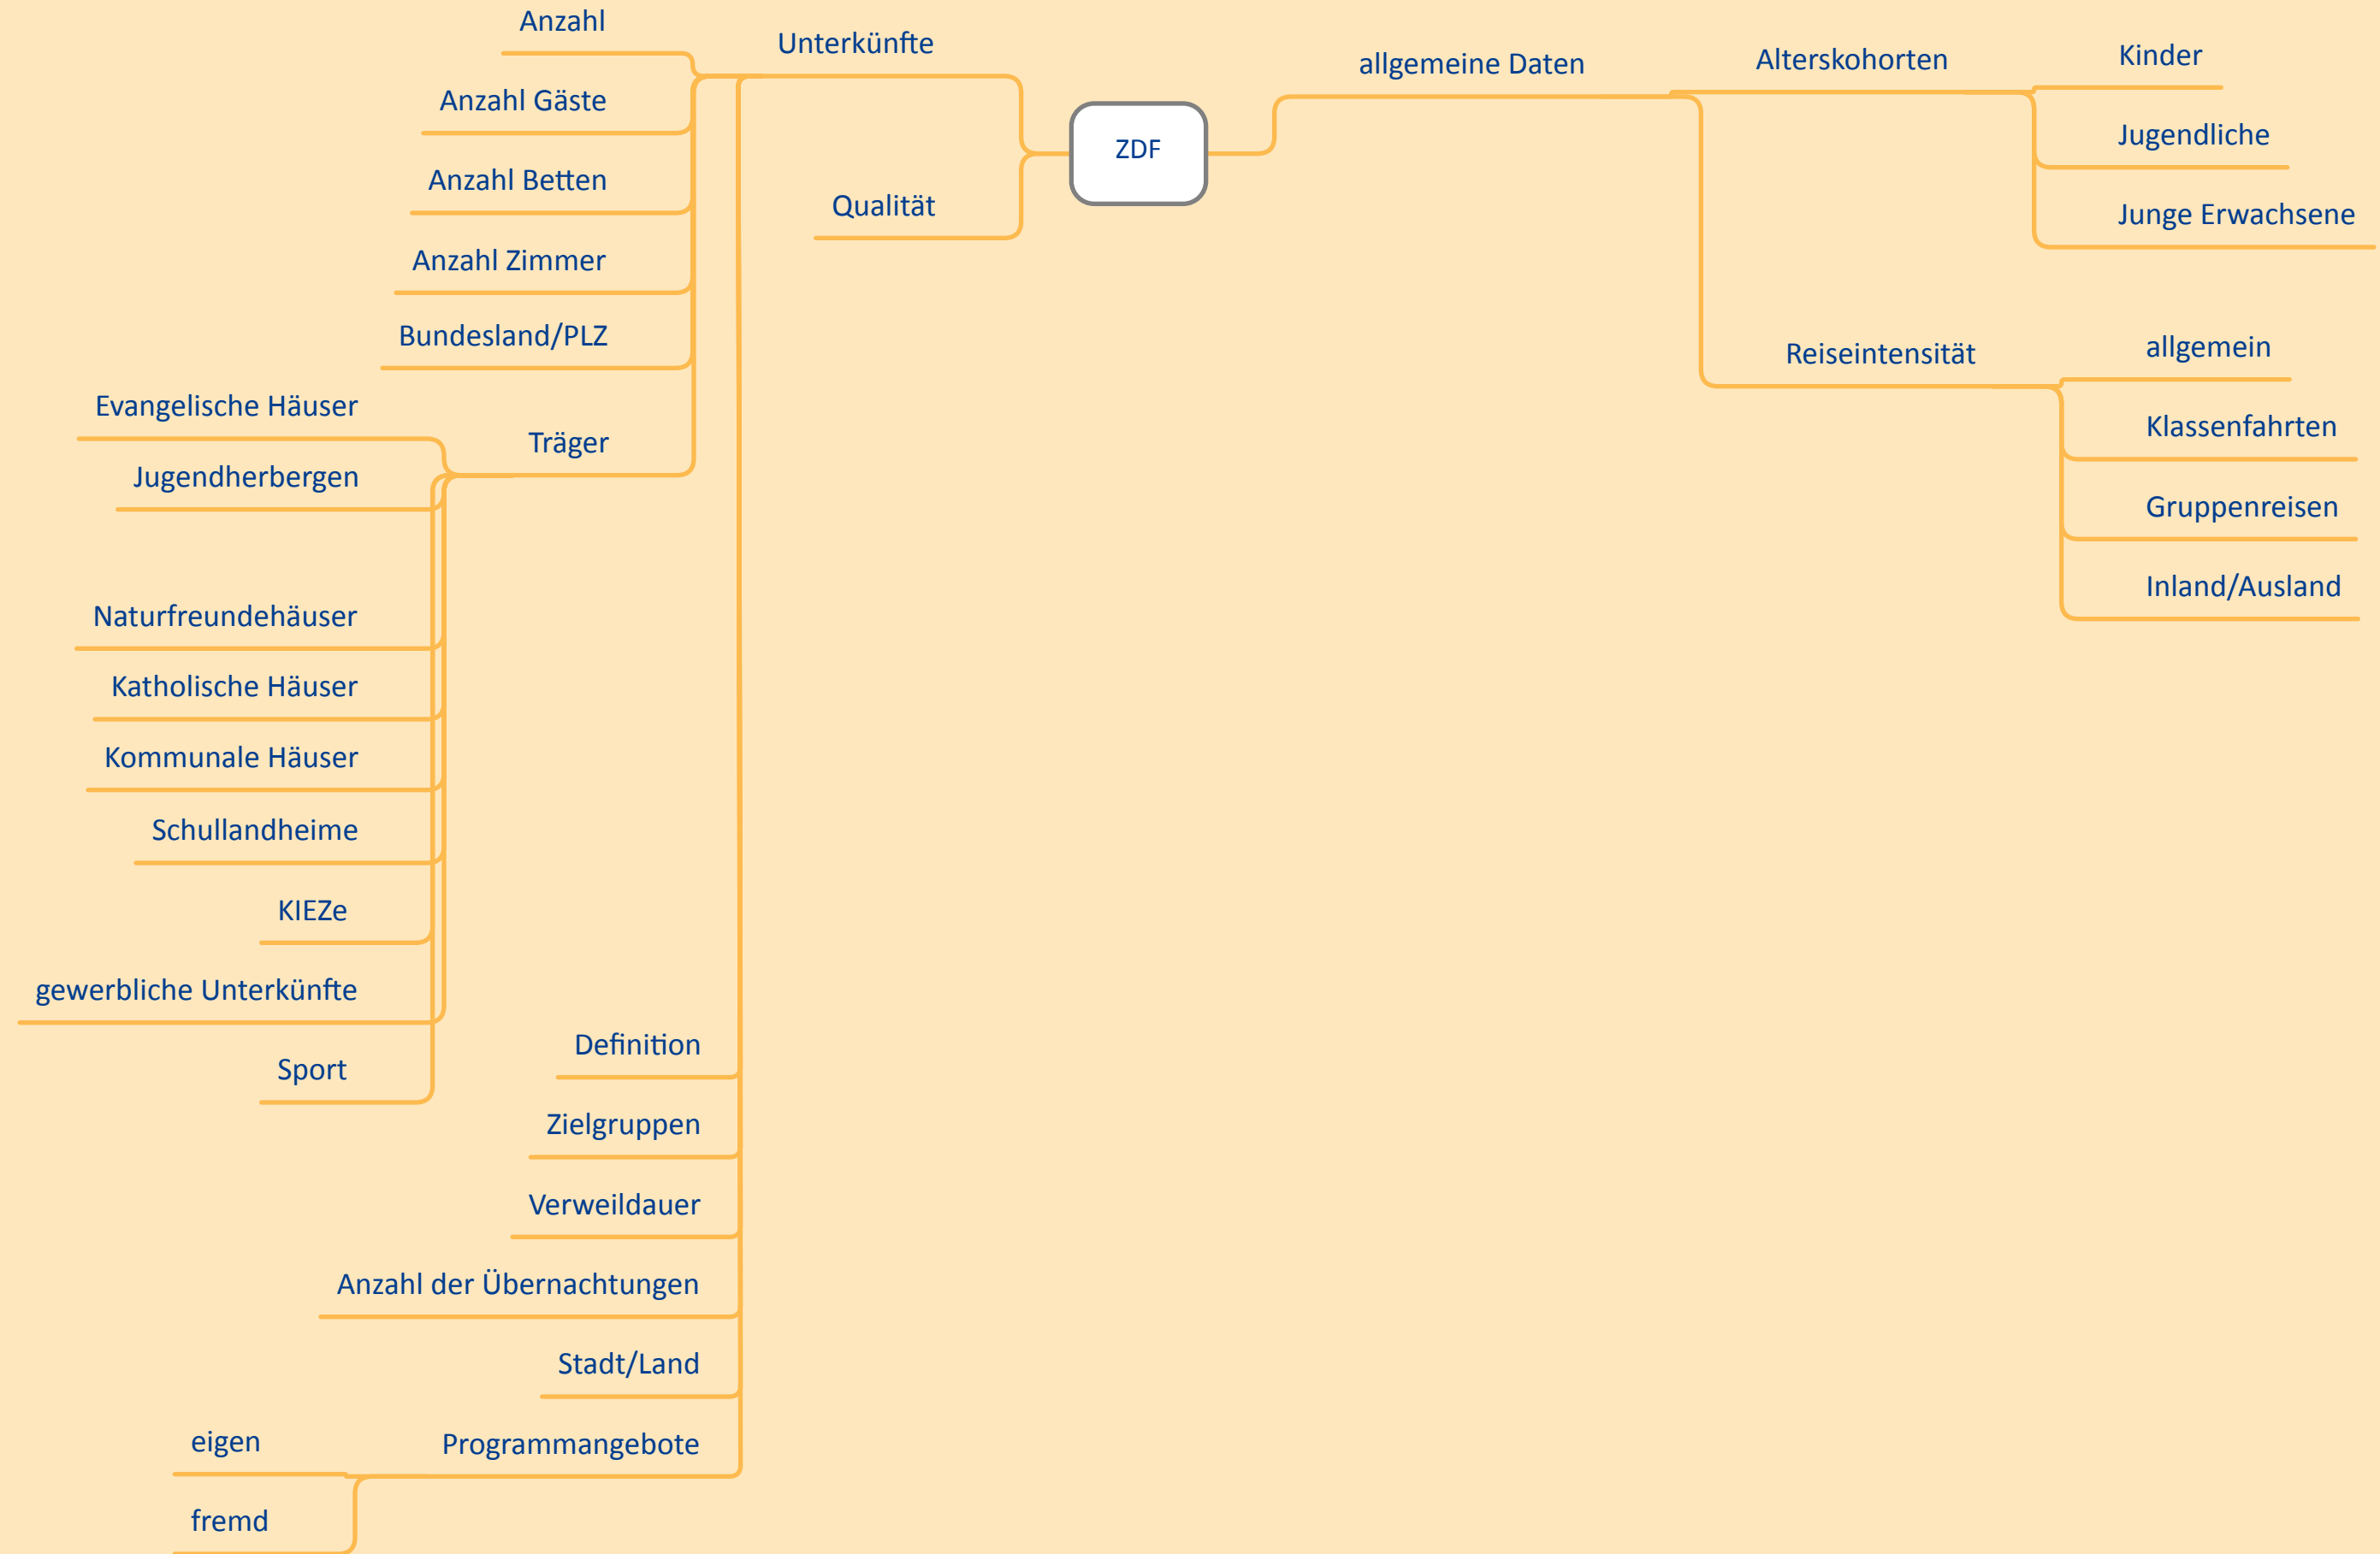 ZDF
Unterkünfte
Anzahl
Anzahl Gäste
Anzahl Betten
Anzahl Zimmer
Bundesland/PLZ
Träger
Evangelische Häuser
Jugendherbergen
Naturfreundehäuser
Katholische Häuser
Kommunale Häuser
Schullandheime
KIEZe
gewerbliche Unterkünfte
Sport
Definition
Zielgruppen
Verweildauer
Anzahl der Übernachtungen
Stadt/Land
Programmangebote
eigen
fremd
Qualität
allgemeine Daten
Alterskohorten
Kinder
Jugendliche
Junge Erwachsene
Reiseintensität
allgemein
Klassenfahrten
Gruppenreisen
Inland/Ausland